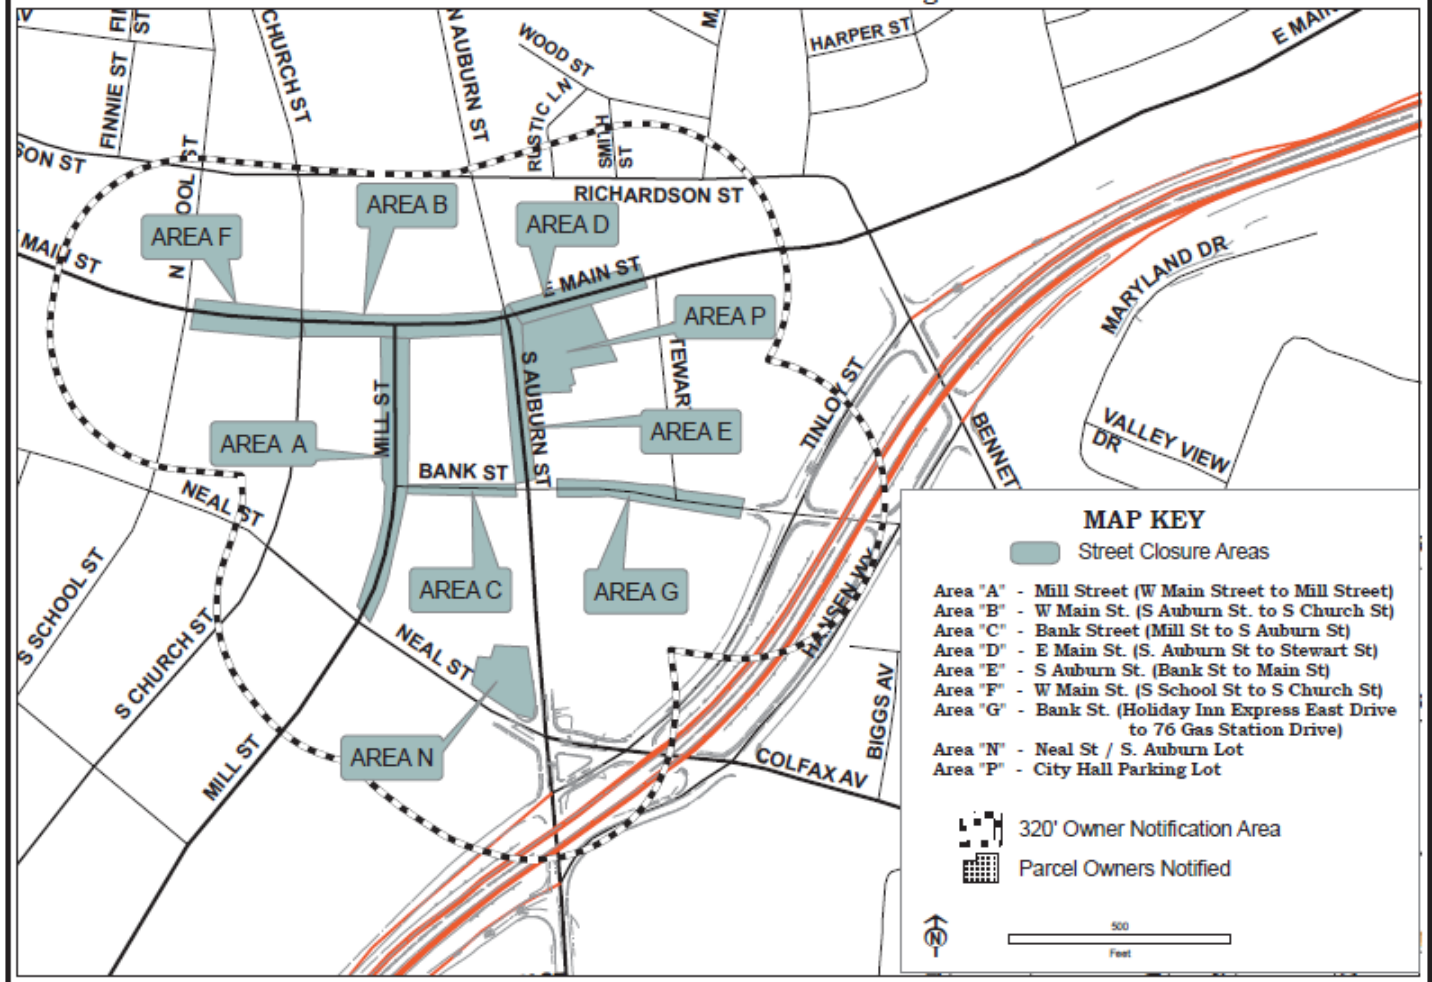 FINNIE ST
ST
CHURCH ST
N AUBURN ST
WOOD ST
RUSTIC LN
SMITH ST
HARPER ST
E MAIN
SON ST
N
OOL ST
RICHARDSON ST
AREA B
AREA D
AREA F
MAIN ST
E MAIN ST
AREA P
MARYLAND DR
S AUBURN ST
TEWAR
TINLOY ST
MILL ST
AREA A
AREA E
BENNET
VALLEY VIEW
DR
BANK ST
NEAL ST
S SCHOOL ST
AREA C
AREA G
HANSEN WY
S CHURCH ST
NEAL ST
BIGGS AV
AREA N
MILL ST
COLFAX AV
MAP KEY
Street Closure Areas
Area "A" - Mill Street (W Main Street to Mill Street)
Area "B" - W Main St. (S Auburn St. to S Church St)
Area "C" - Bank Street (Mill St to S Auburn St)
Area "D" - E Main St. (S. Auburn St to Stewart St)
Area "E" - S Auburn St. (Bank St to Main St)
Area "F" - W Main St. (S School St to S Church St)
Area "G" - Bank St. (Holiday Inn Express East Drive
to 76 Gas Station Drive)
Area "N" - Neal St / S. Auburn Lot
Area "P" - City Hall Parking Lot
320' Owner Notification Area
Parcel Owners Notified
N
500
Feet